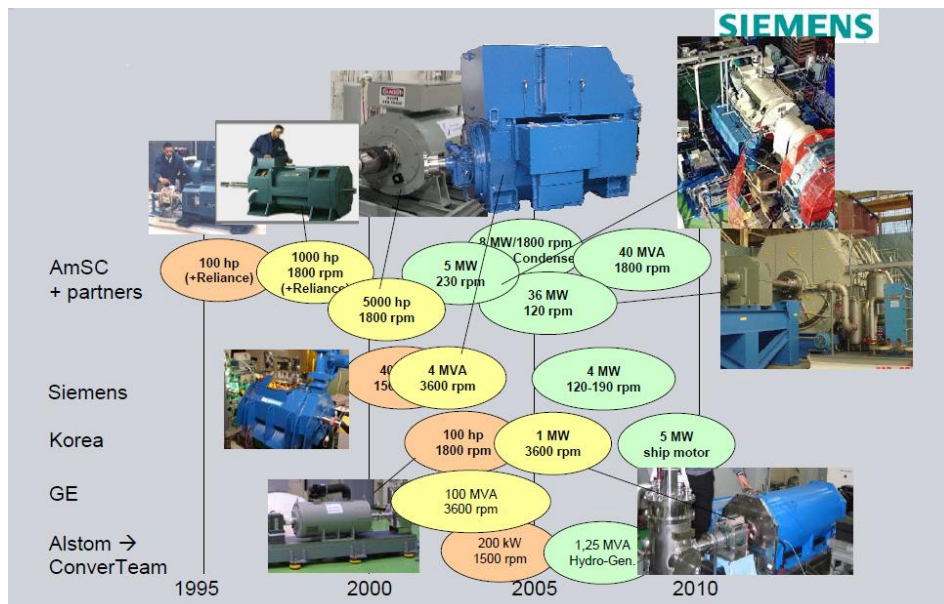 SIEMENS
DANGER
AmSC
+ partners
100 hp
(+Reliance)
1000 hp
1800 rpm
(+Reliance)
5000 hp
1800 rpm
5 MW
230 rpm
8 MW/1800 rpm
Condense
36 MW
120 rpm
40 MVA
1800 rpm
Siemens
4 MVA
3600 rpm
4 MW
120-190 rpm
Korea
100 hp
1800 rpm
1 MW
3600 rpm
5 MW
ship motor
GE
100 MVA
3600 rpm
Alstom →
ConverTeam
200 kW
1500 rpm
1,25 MVA
Hydro-Gen.
1995
2000
2005
2010